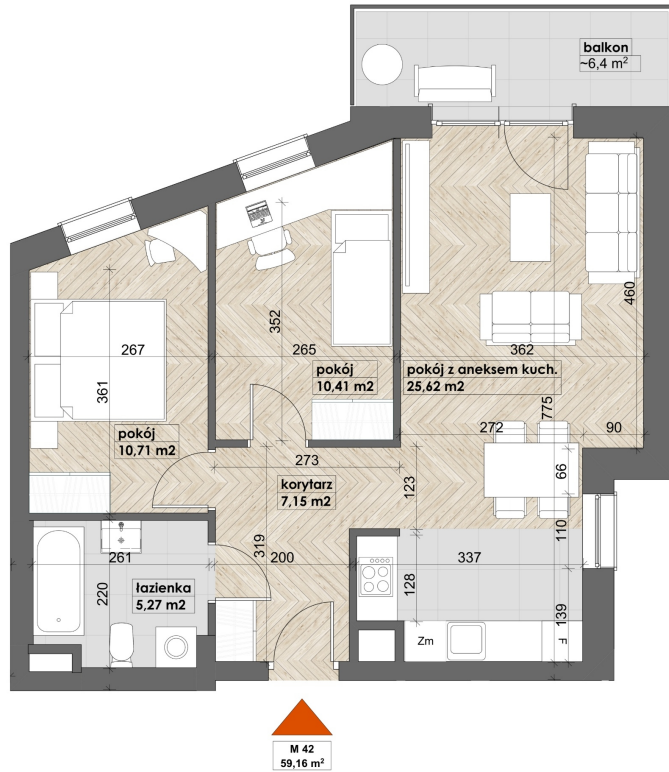 balkon
~6,4 m²
267
361
352
265
362
460
pokój
10,41 m2
pokój z aneksem kuch.
25,62 m2
775
272
90
pokój
10,71 m2
273
korytarz
7,15 m2
123
66
110
319
261
200
337
łazienka
5,27 m2
220
128
139
Zm
F
M 42
59,16 m²